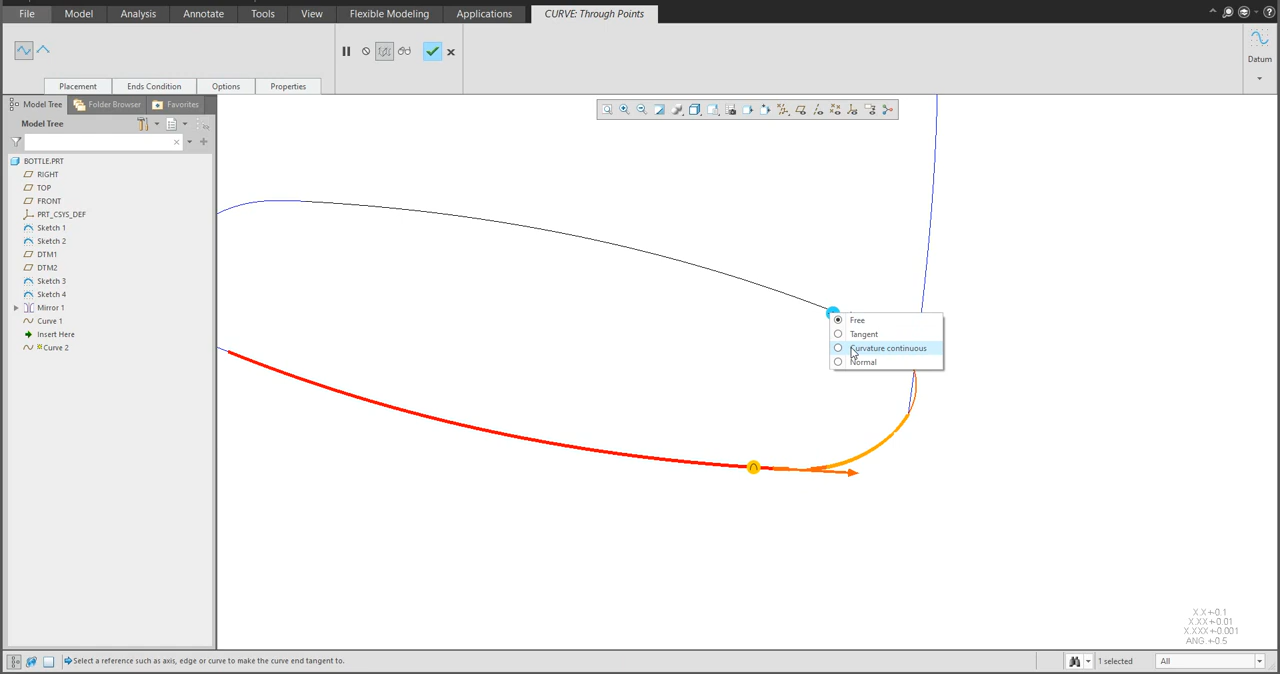 File Model Analysis Annotate Tools View Flexible Modeling Applications CURVE: Through Points
Datum
Placement Ends Condition Options Properties
Model Tree Folder Browser Favorites
Model Tree
BOTTLE.PRT
RIGHT
TOP
FRONT
PRT_CSYS_DEF
Sketch 1
Sketch 2
DTM1
DTM2
Sketch 3
Sketch 4
Mirror 1
Curve 1
Insert Here
Curve 2
Free
Tangent
Curvature continuous
Normal
X.X+-0.1
X.XX+-0.01
X.XXX+-0.001
ANG.+-0.5
Select a reference such as axis, edge or curve to make the curve end tangent to.
1 selected
All